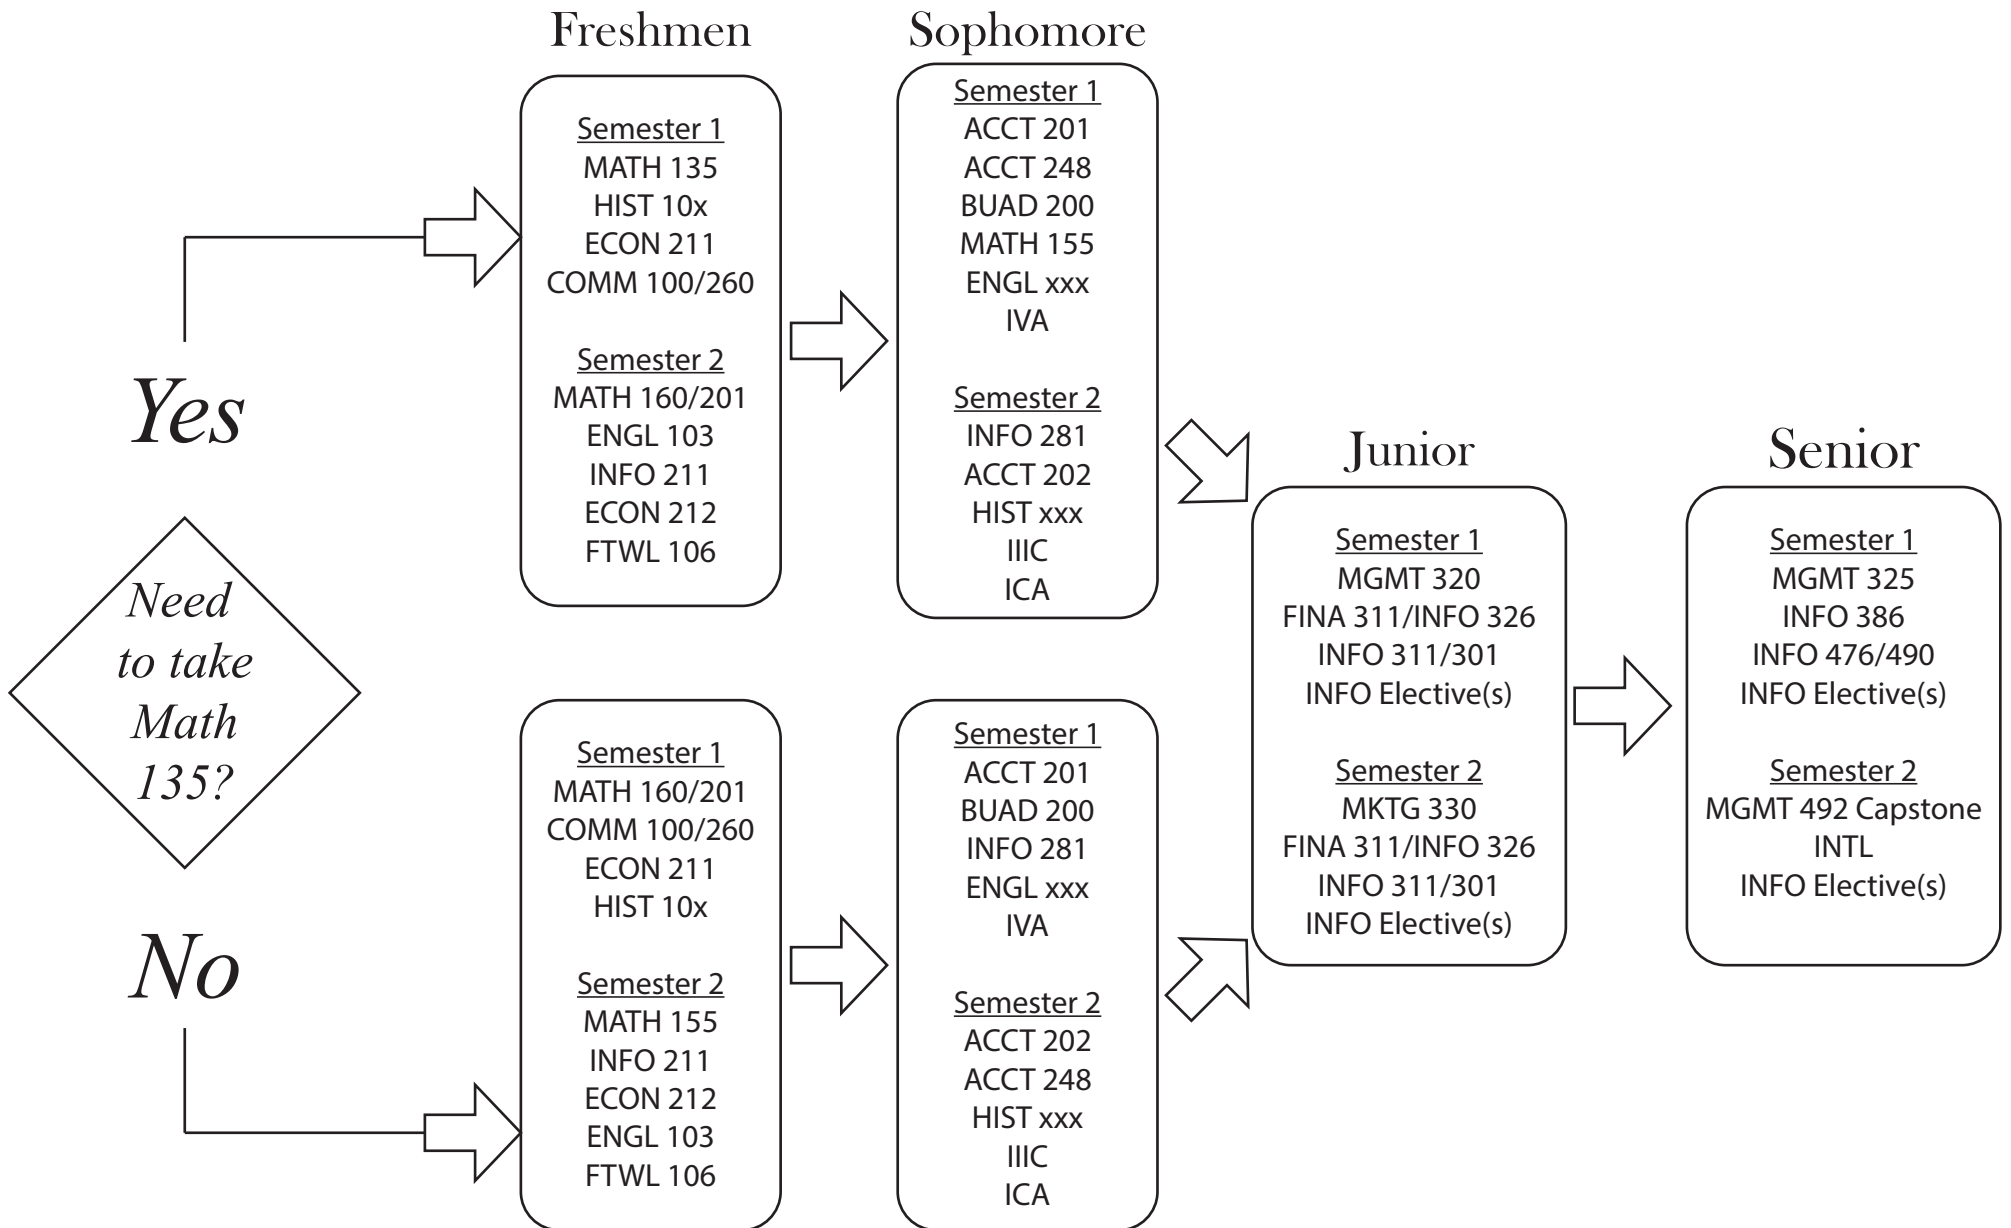 Freshmen
Sophomore
Semester 1
MATH 135
HIST 10x
ECON 211
COMM 100/260
Semester 2
MATH 160/201
ENGL 103
INFO 211
ECON 212
FTWL 106
Semester 1
ACCT 201
ACCT 248
BUAD 200
MATH 155
ENGL xxx
IVA
Semester 2
INFO 281
ACCT 202
HIST xxx
IIIC
ICA
Yes
Need
to take
Math
135?
No
Semester 1
MATH 160/201
COMM 100/260
ECON 211
HIST 10x
Semester 2
MATH 155
INFO 211
ECON 212
ENGL 103
FTWL 106
Semester 1
ACCT 201
BUAD 200
INFO 281
ENGL xxx
IVA
Semester 2
ACCT 202
ACCT 248
HIST xxx
IIIC
ICA
Junior
Semester 1
MGMT 320
FINA 311/INFO 326
INFO 311/301
INFO Elective(s)
Semester 2
MKTG 330
FINA 311/INFO 326
INFO 311/301
INFO Elective(s)
Senior
Semester 1
MGMT 325
INFO 386
INFO 476/490
INFO Elective(s)
Semester 2
MGMT 492 Capstone
INTL
INFO Elective(s)